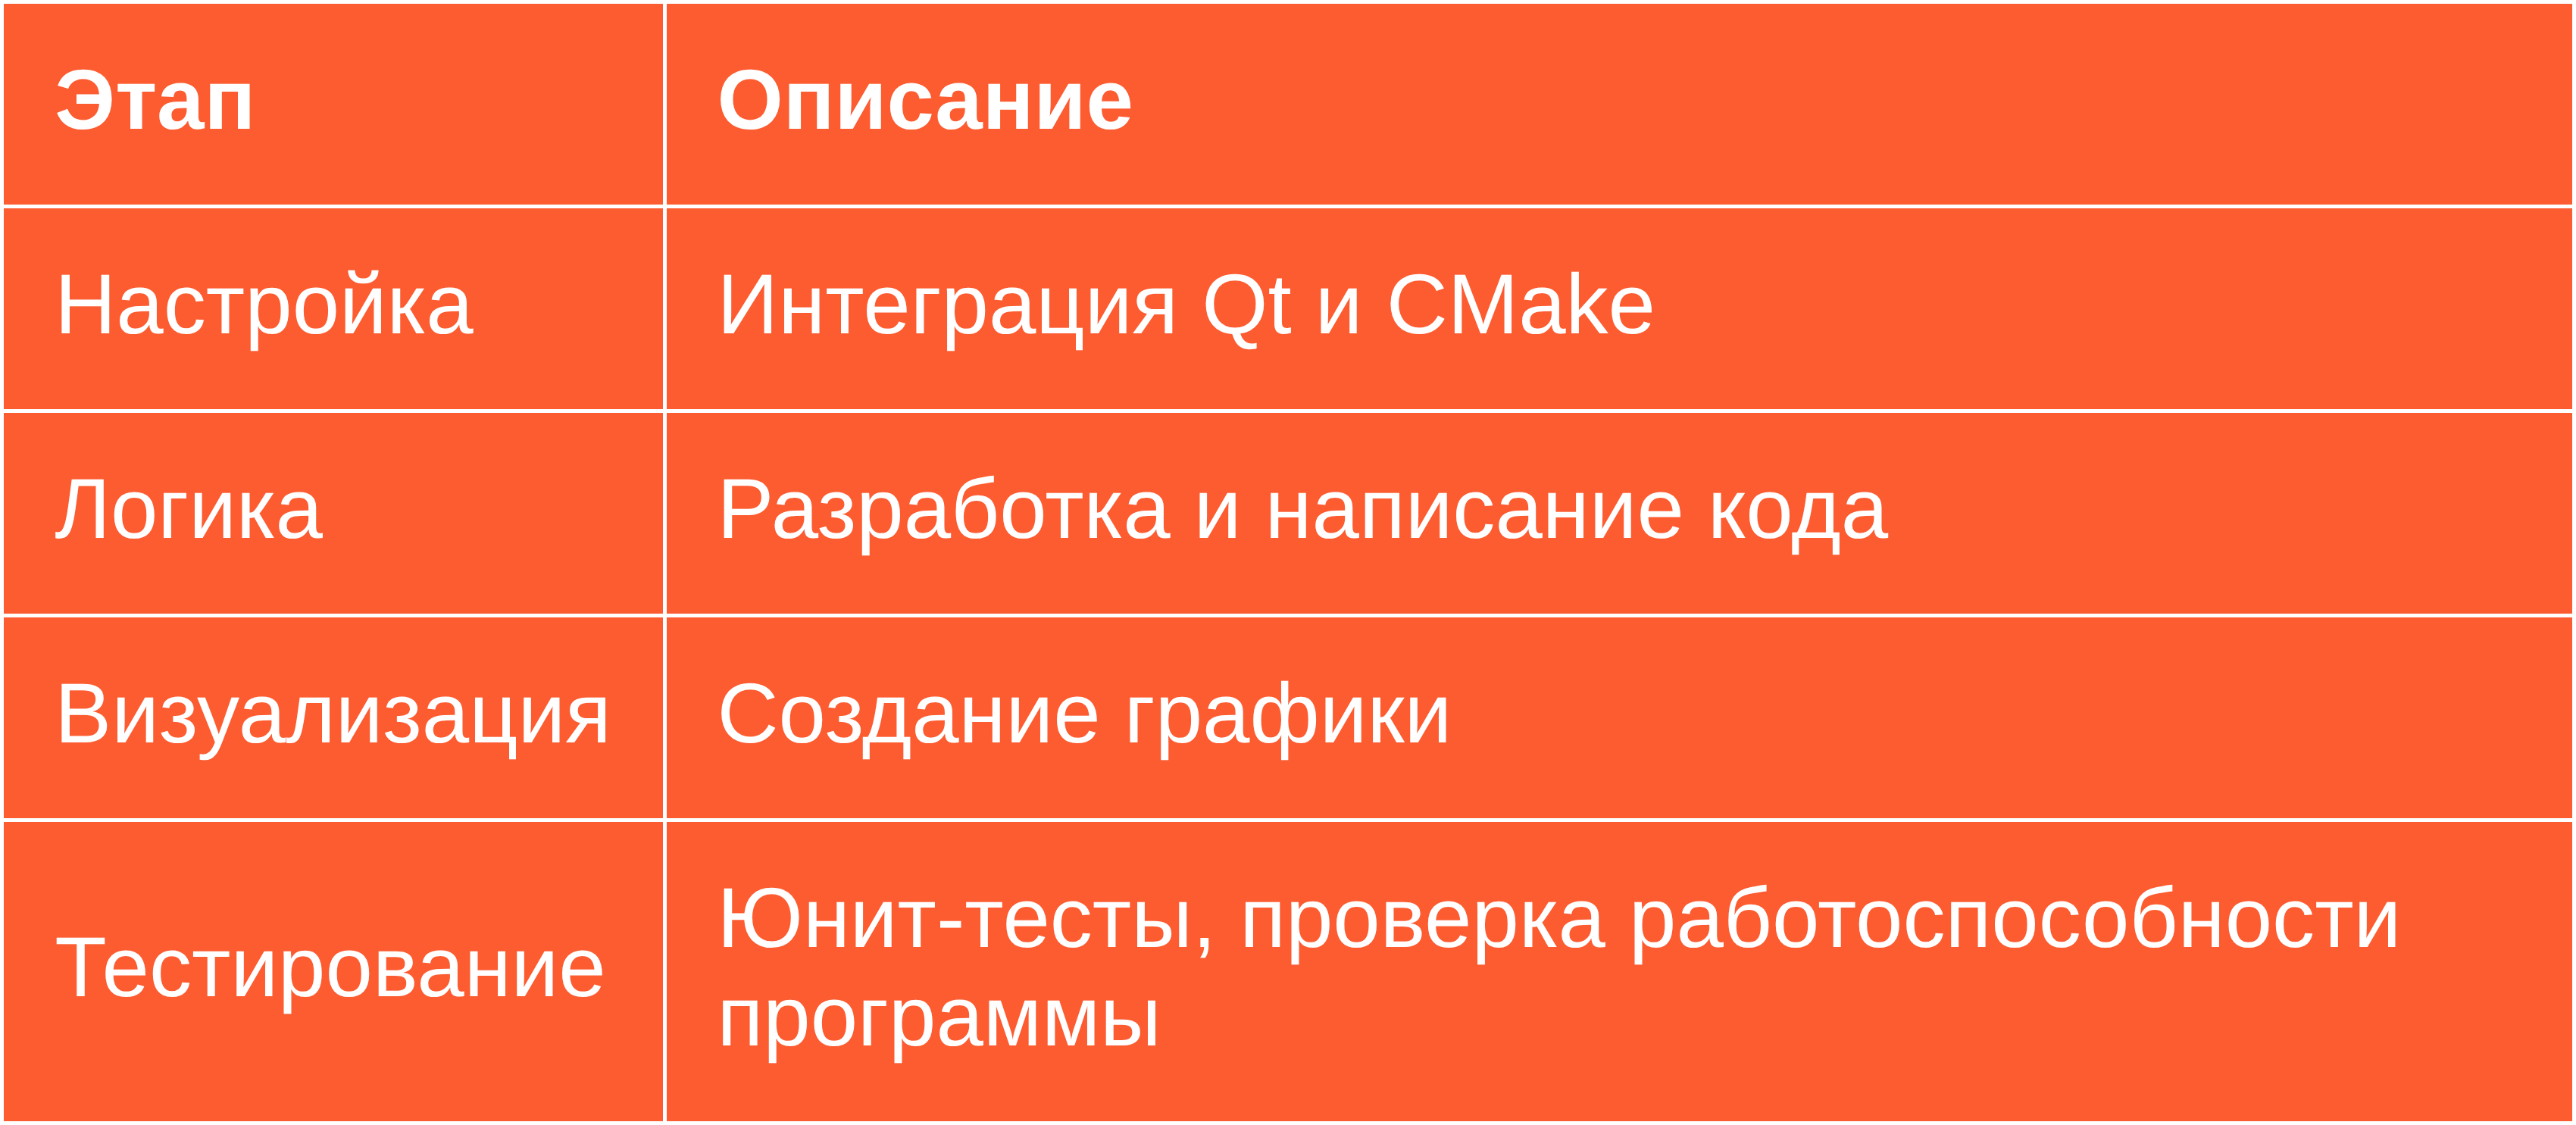 Этап
Описание
Настройка
Интеграция Qt и CMake
Логика
Разработка и написание кода
Визуализация
Создание графики
Тестирование
Юнит-тесты, проверка работоспособности
программы